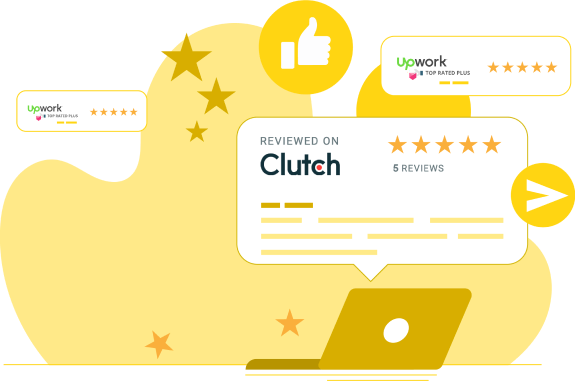 upwork
TOP RATED PLUS
upwork
TOP RATED PLUS
REVIEWED ON
Clutch
5 REVIEWS